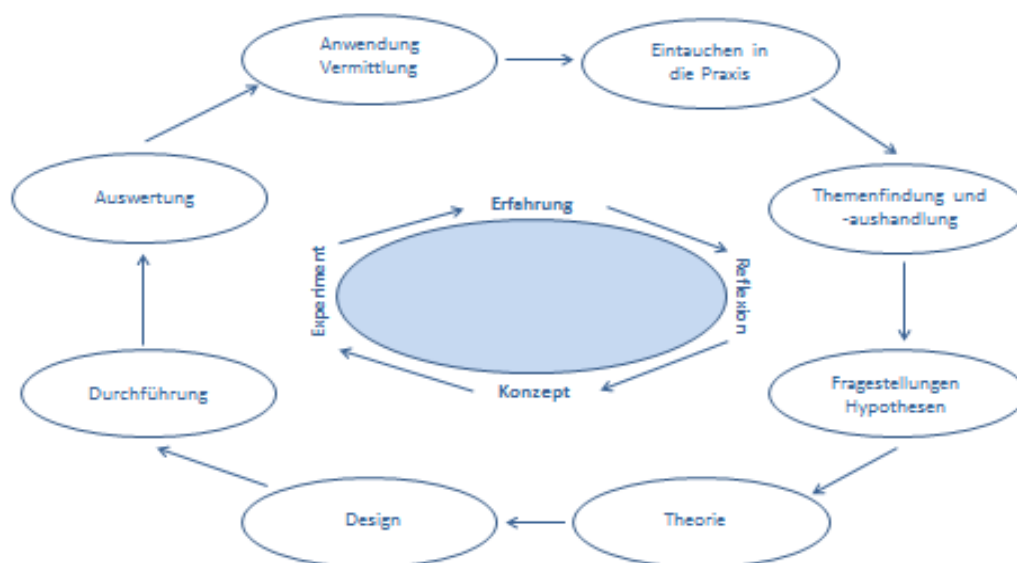 Anwendung
Vermittlung
Eintauchen in
die Praxis
Auswertung
Themenfindung und
-aushandlung
Erfahrung
Experiment
Reflexion
Konzept
Durchführung
Fragestellungen
Hypothesen
Design
Theorie